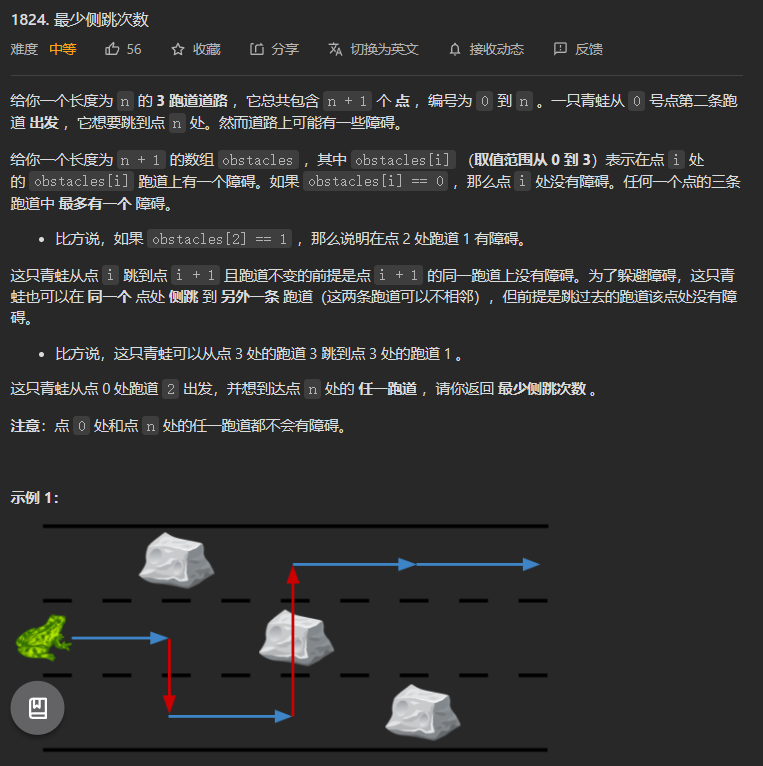 1824. 最少侧跳次数
难度 中等 56 收藏 分享 切换为英文 接收动态 反馈
给你一个长度为 n 的 3 跑道道路 ，它总共包含 n + 1 个 点 ，编号为 0 到 n 。一只青蛙从 0 号点第二条跑
道 出发 ，它想要跳到点 n 处。然而道路上可能有一些障碍。
给你一个长度为 n + 1 的数组 obstacles ，其中 obstacles[i] （取值范围从 0 到 3）表示在点 i 处
的 obstacles[i] 跑道上有一个障碍。如果 obstacles[i] == 0 ，那么点 i 处没有障碍。任何一个点的三条
跑道中 最多有一个 障碍。
• 比方说，如果 obstacles[2] == 1 ，那么说明在点 2 处跑道 1 有障碍。
这只青蛙从点 i 跳到点 i + 1 且跑道不变的前提是点 i + 1 的同一跑道上没有障碍。为了躲避障碍，这只青
蛙也可以在 同一个 点处 侧跳 到 另外一条 跑道（这两条跑道可以不相邻），但前提是跳过去的跑道该点处没有障
碍。
• 比方说，这只青蛙可以从点 3 处的跑道 3 跳到点 3 处的跑道 1 。
这只青蛙从点 0 处跑道 2 出发，并想到达点 n 处的 任一跑道 ，请你返回 最少侧跳次数 。
注意：点 0 处和点 n 处的任一跑道都不会有障碍。
示例 1：